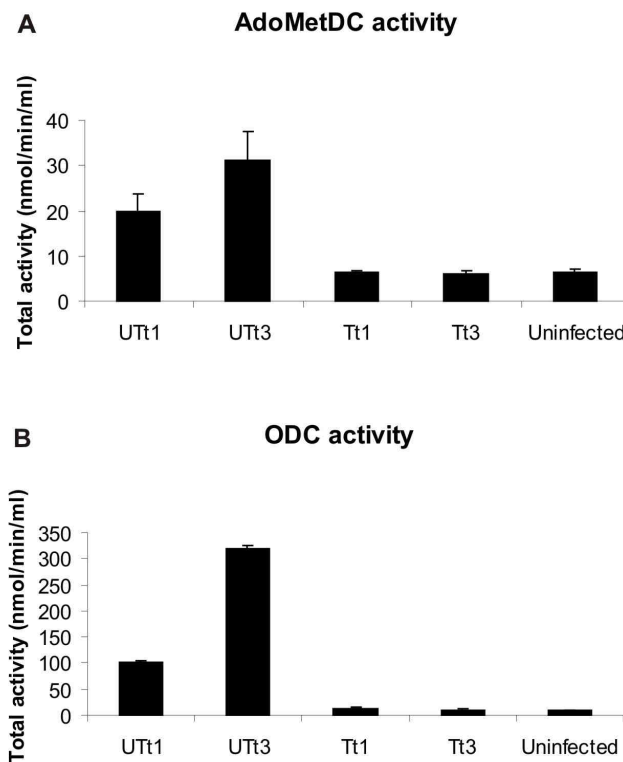 A
AdoMetDC activity
Total activity (nmol/min/ml)
40
30
20
10
0
UTt1 UTt3 Tt1 Tt3 Uninfected
B
ODC activity
Total activity (nmol/min/ml)
350
300
250
200
150
100
50
0
UTt1 UTt3 Tt1 Tt3 Uninfected